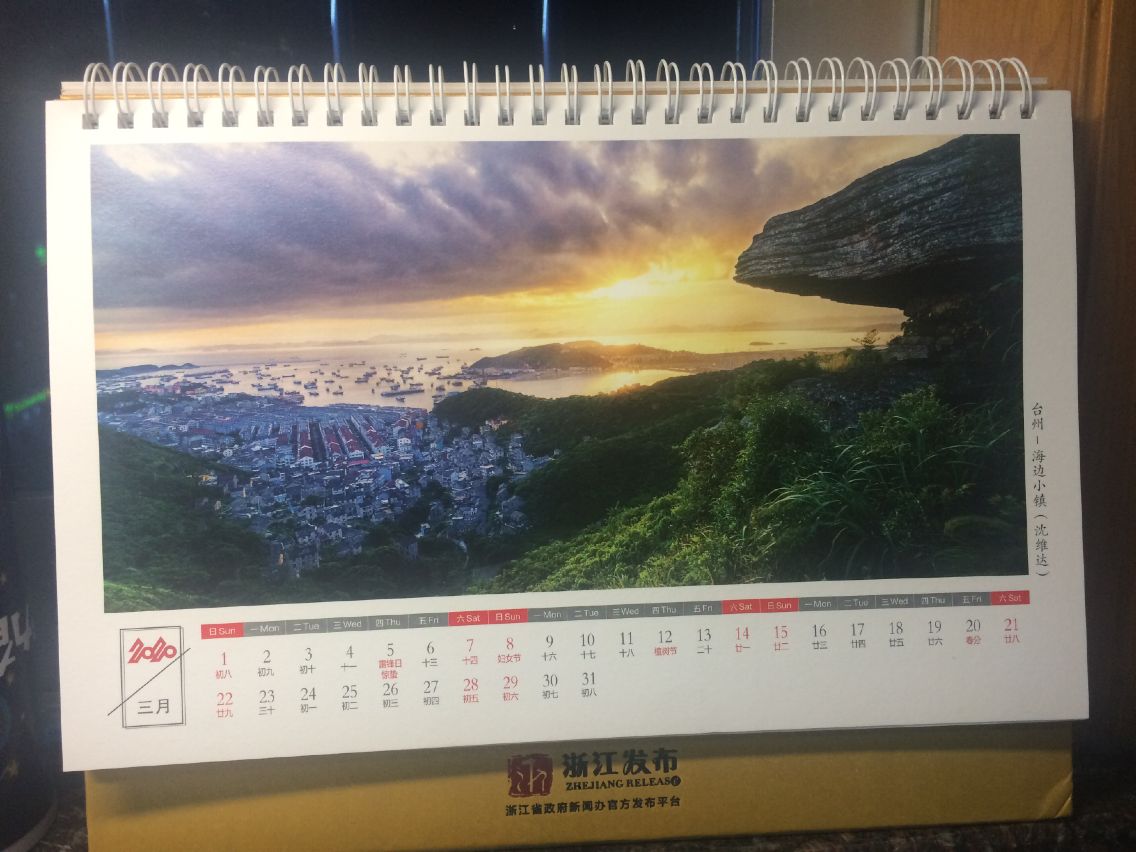 台州－海边小镇（沈维达）
2020
三月
日 Sun 一 Mon 二 Tue 三 Wed 四 Thu 五 Fri 六 Sat 日 Sun 一 Mon 二 Tue 三 Wed 四 Thu 五 Fri 六 Sat 日 Sun 一 Mon 二 Tue 三 Wed 四 Thu 五 Fri 六 Sat
1 2 3 4 5 6 7 8 9 10 11 12 13 14 15 16 17 18 19 20 21
初八 初九 初十 十一 雷锋日 十三 十四 妇女节 十六 十七 十八 植树节 二十 廿一 廿二 廿三 廿四 廿五 廿六 春分 廿八
惊蛰
22 23 24 25 26 27 28 29 30 31
廿九 三十 初一 初二 初三 初四 初五 初六 初七 初八
浙江发布
ZHEJIANG RELEASE
浙江省政府新闻办官方发布平台